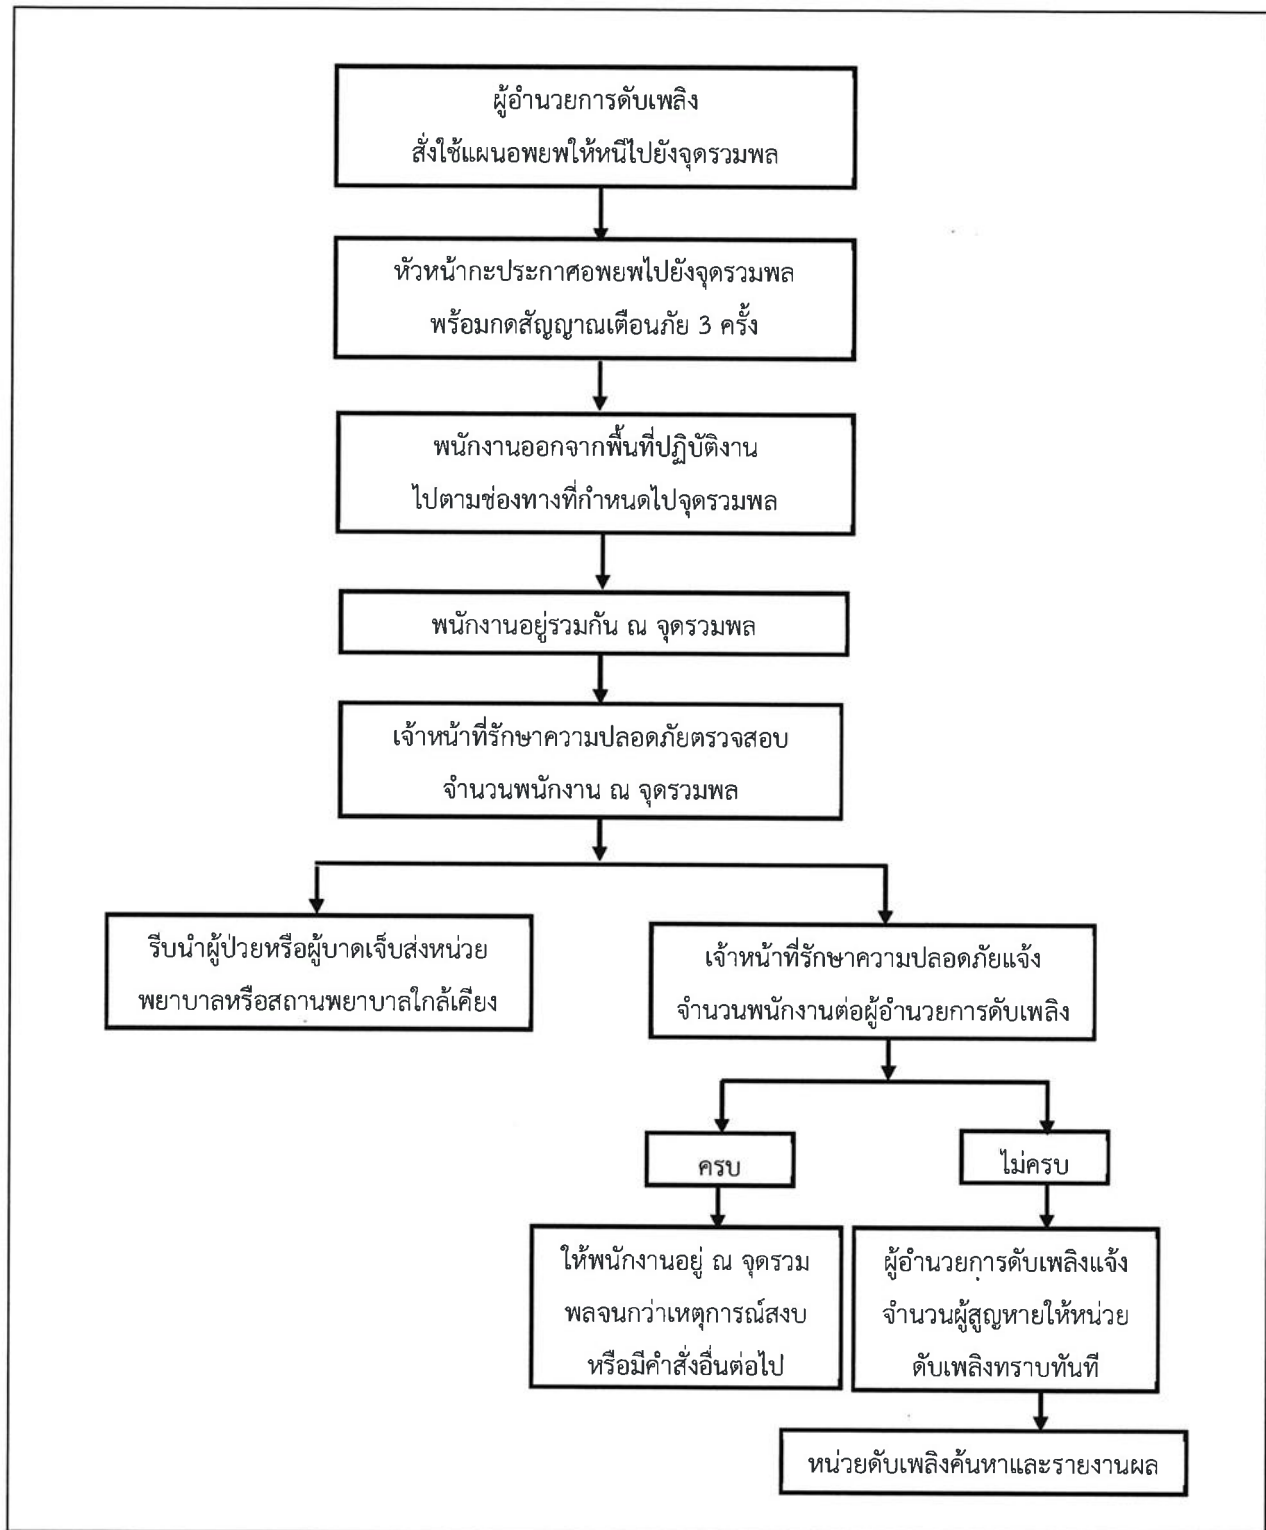 ผู้อำนวยการดับเพลิง
สั่งใช้แผนอพยพให้หนีไปยังจุดรวมพล
หัวหน้ากะประกาศอพยพไปยังจุดรวมพล
พร้อมกดสัญญาณเตือนภัย 3 ครั้ง
พนักงานออกจากพื้นที่ปฏิบัติงาน
ไปตามช่องทางที่กำหนดไปจุดรวมพล
พนักงานอยู่รวมกัน ณ จุดรวมพล
เจ้าหน้าที่รักษาความปลอดภัยตรวจสอบ
จำนวนพนักงาน ณ จุดรวมพล
รีบนำผู้ป่วยหรือผู้บาดเจ็บส่งหน่วย
พยาบาลหรือสถานพยาบาลใกล้เคียง
เจ้าหน้าที่รักษาความปลอดภัยแจ้ง
จำนวนพนักงานต่อผู้อำนวยการดับเพลิง
ครบ
ไม่ครบ
ให้พนักงานอยู่ ณ จุดรวม
พลจนกว่าเหตุการณ์สงบ
หรือมีคำสั่งอื่นต่อไป
ผู้อำนวยการดับเพลิงแจ้ง
จำนวนผู้สูญหายให้หน่วย
ดับเพลิงทราบทันที
หน่วยดับเพลิงค้นหาและรายงานผล